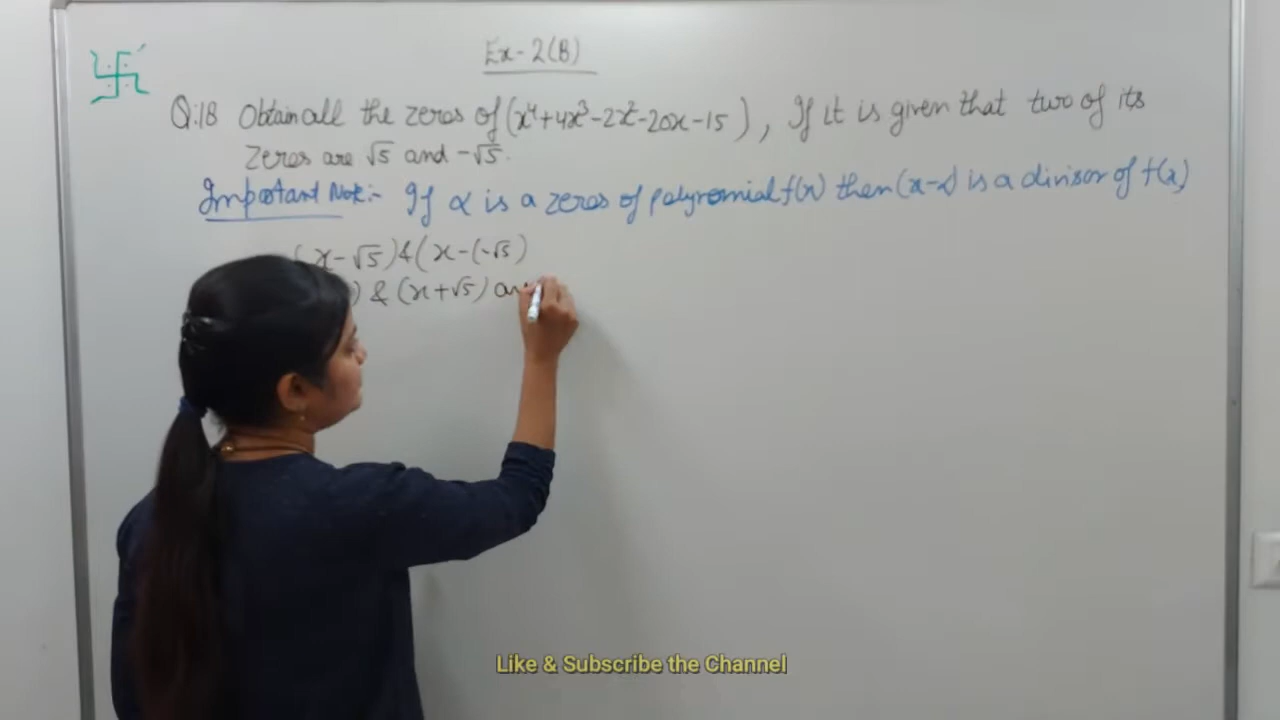 Ex-2(B)
Q:18 Obtain all the zeros of (x⁴+4x³-2x²-20x-15), If it is given that two of its
zeros are √5 and -√5.
Important Note:- If α is a zeros of polynomial f(x) then (x-α) is a divisor of f(x)
(x-√5)&(x-(-√5)
) & (x+√5)
Like & Subscribe the Channel